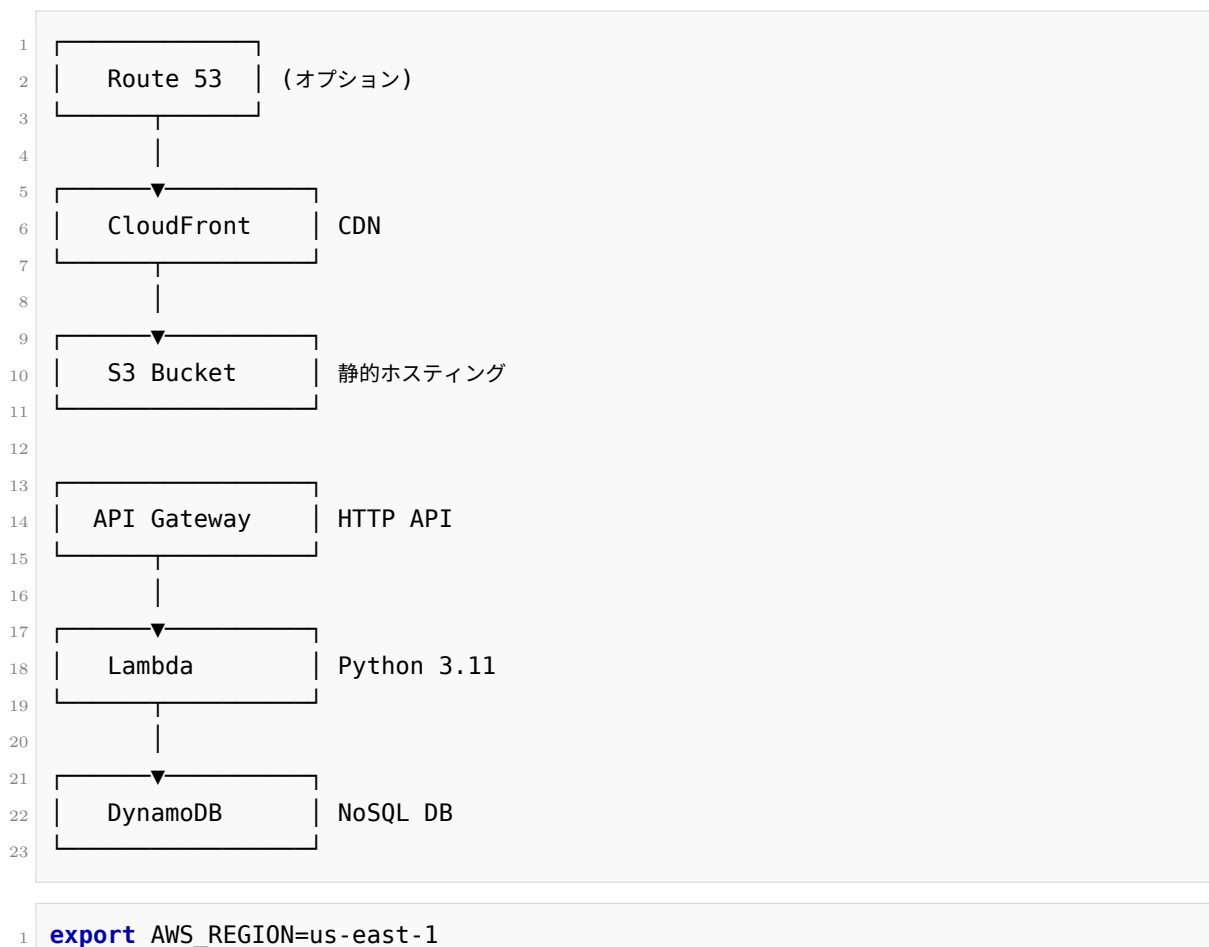 1 ┌─────────────┐
2 │   Route 53  │ (オプション)
3 └──────┬──────┘
4        │
5 ┌──────▼──────────┐
6 │   CloudFront    │ CDN
7 └──────┬──────────┘
8        │
9 ┌──────▼──────────┐
10 │   S3 Bucket     │ 静的ホスティング
11 └─────────────────┘
12
13 ┌─────────────────┐
14 │  API Gateway    │ HTTP API
15 └──────┬──────────┘
16        │
17 ┌──────▼──────────┐
18 │   Lambda        │ Python 3.11
19 └──────┬──────────┘
20        │
21 ┌──────▼──────────┐
22 │   DynamoDB      │ NoSQL DB
23 └─────────────────┘
1 export AWS_REGION=us-east-1